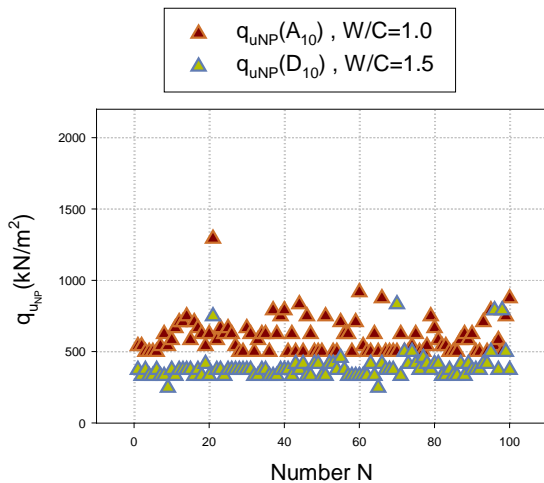 q_uNP(A_10) , W/C=1.0
q_uNP(D_10) , W/C=1.5
2000
1500
1000
500
0
q_uNP(kN/m²)
0 20 40 60 80 100
Number N